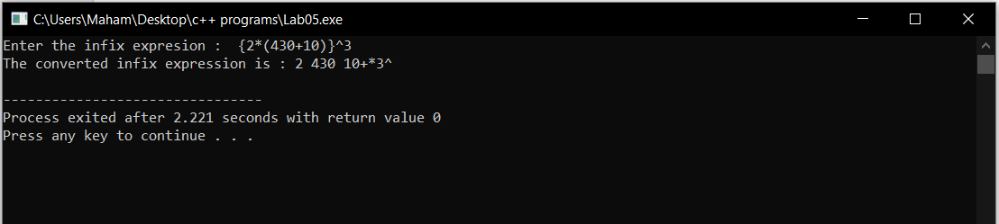 C:\Users\Maham\Desktop\c++ programs\Lab05.exe
Enter the infix expresion :  {2*(430+10)}^3
The converted infix expression is : 2 430 10+*3^
--------------------------------
Process exited after 2.221 seconds with return value 0
Press any key to continue . . .